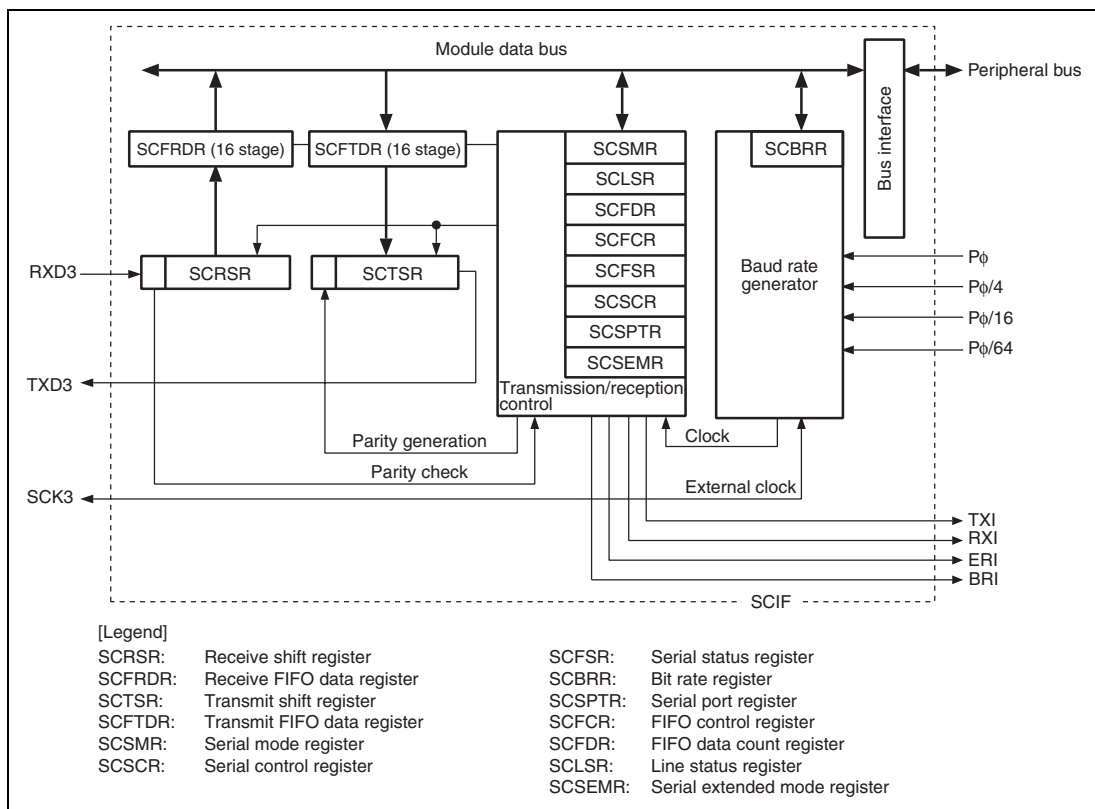 Module data bus
Peripheral bus
Bus interface
SCFRDR (16 stage)
SCFTDR (16 stage)
SCSMR
SCBRR
SCLSR
SCFDR
SCFCR
SCFSR
SCSCR
SCSPTR
SCSEMR
Transmission/reception
control
RXD3
SCRSR
SCTSR
Baud rate
generator
Pϕ
Pϕ/4
Pϕ/16
Pϕ/64
TXD3
Parity generation
Clock
Parity check
SCK3
External clock
TXI
RXI
ERI
BRI
SCIF
[Legend]
SCRSR: Receive shift register
SCFRDR: Receive FIFO data register
SCTSR: Transmit shift register
SCFTDR: Transmit FIFO data register
SCSMR: Serial mode register
SCSCR: Serial control register
SCFSR: Serial status register
SCBRR: Bit rate register
SCSPTR: Serial port register
SCFCR: FIFO control register
SCFDR: FIFO data count register
SCLSR: Line status register
SCSEMR: Serial extended mode register